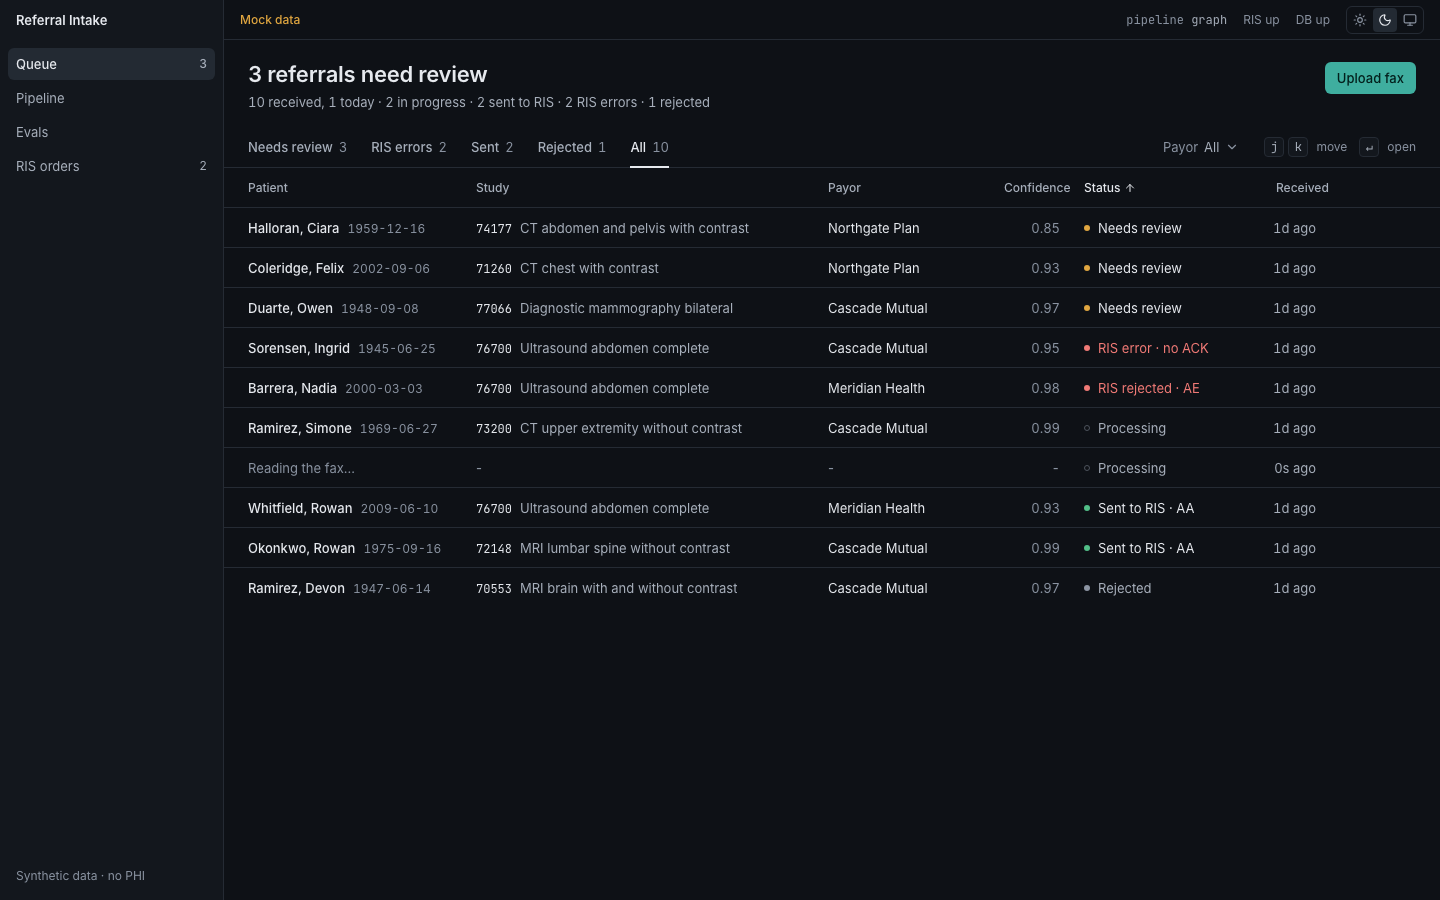 Referral Intake
Mock data
pipeline graph RIS up DB up
Queue 3
Pipeline
Evals
RIS orders 2
3 referrals need review
10 received, 1 today · 2 in progress · 2 sent to RIS · 2 RIS errors · 1 rejected
Upload fax
Needs review 3 RIS errors 2 Sent 2 Rejected 1 All 10 Payor All j k move ↵ open
Patient Study Payor Confidence Status ↑ Received
Halloran, Ciara 1959-12-16 74177 CT abdomen and pelvis with contrast Northgate Plan 0.85 Needs review 1d ago
Coleridge, Felix 2002-09-06 71260 CT chest with contrast Northgate Plan 0.93 Needs review 1d ago
Duarte, Owen 1948-09-08 77066 Diagnostic mammography bilateral Cascade Mutual 0.97 Needs review 1d ago
Sorensen, Ingrid 1945-06-25 76700 Ultrasound abdomen complete Cascade Mutual 0.95 RIS error · no ACK 1d ago
Barrera, Nadia 2000-03-03 76700 Ultrasound abdomen complete Meridian Health 0.98 RIS rejected · AE 1d ago
Ramirez, Simone 1969-06-27 73200 CT upper extremity without contrast Cascade Mutual 0.99 Processing 1d ago
Reading the fax... - - - Processing 0s ago
Whitfield, Rowan 2009-06-10 76700 Ultrasound abdomen complete Meridian Health 0.93 Sent to RIS · AA 1d ago
Okonkwo, Rowan 1975-09-16 72148 MRI lumbar spine without contrast Cascade Mutual 0.99 Sent to RIS · AA 1d ago
Ramirez, Devon 1947-06-14 70553 MRI brain with and without contrast Cascade Mutual 0.97 Rejected 1d ago
Synthetic data · no PHI